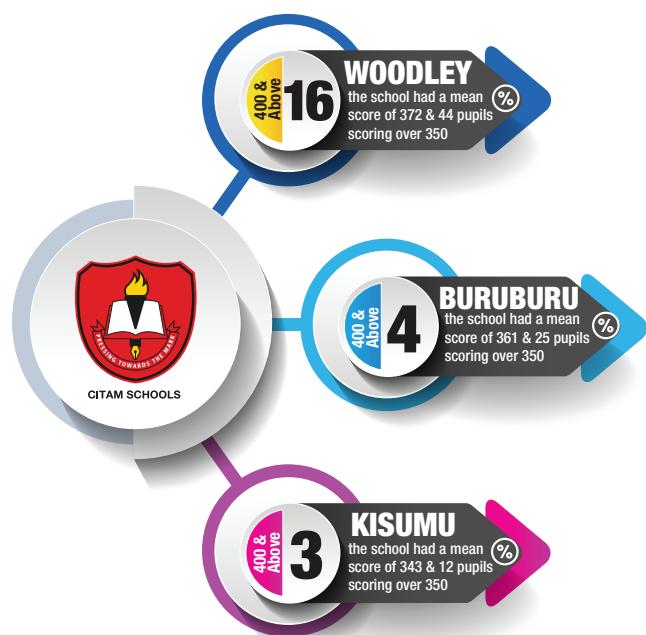 400 &
Above
16
WOODLEY
the school had a mean
score of 372 & 44 pupils
scoring over 350
%
PRESSING TOWARDS THE MARK
CITAM SCHOOLS
400 & Above
4
BURUBURU
the school had a mean
score of 361 & 25 pupils
scoring over 350
%
400 &
Above
3
KISUMU
the school had a mean
score of 343 & 12 pupils
scoring over 350
%